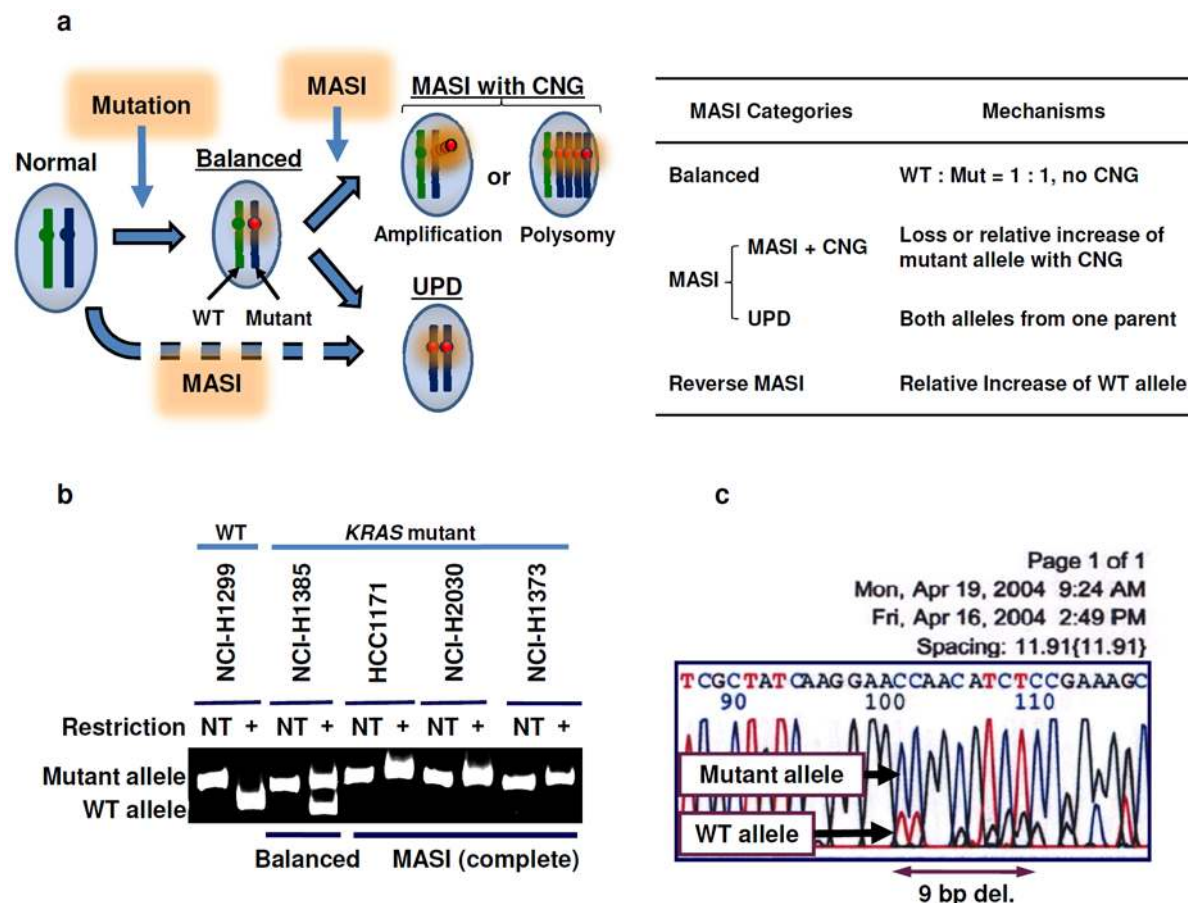 a
Mutation
MASI
MASI with CNG
Normal
Balanced
or
Amplification
Polysomy
WT
Mutant
UPD
MASI
MASI Categories
Mechanisms
Balanced
WT : Mut = 1 : 1, no CNG
MASI
MASI + CNG
Loss or relative increase of
mutant allele with CNG
UPD
Both alleles from one parent
Reverse MASI
Relative Increase of WT allele
b
WT
KRAS mutant
NCI-H1299
NCI-H1385
HCC1171
NCI-H2030
NCI-H1373
Restriction NT + NT + NT + NT + NT +
Mutant allele
WT allele
Balanced
MASI (complete)
c
Page 1 of 1
Mon, Apr 19, 2004 9:24 AM
Fri, Apr 16, 2004 2:49 PM
Spacing: 11.91{11.91}
TCGCTATCAAGGAACCAACATCTCCGAAAGC
90 100 110
Mutant allele
WT allele
9 bp del.